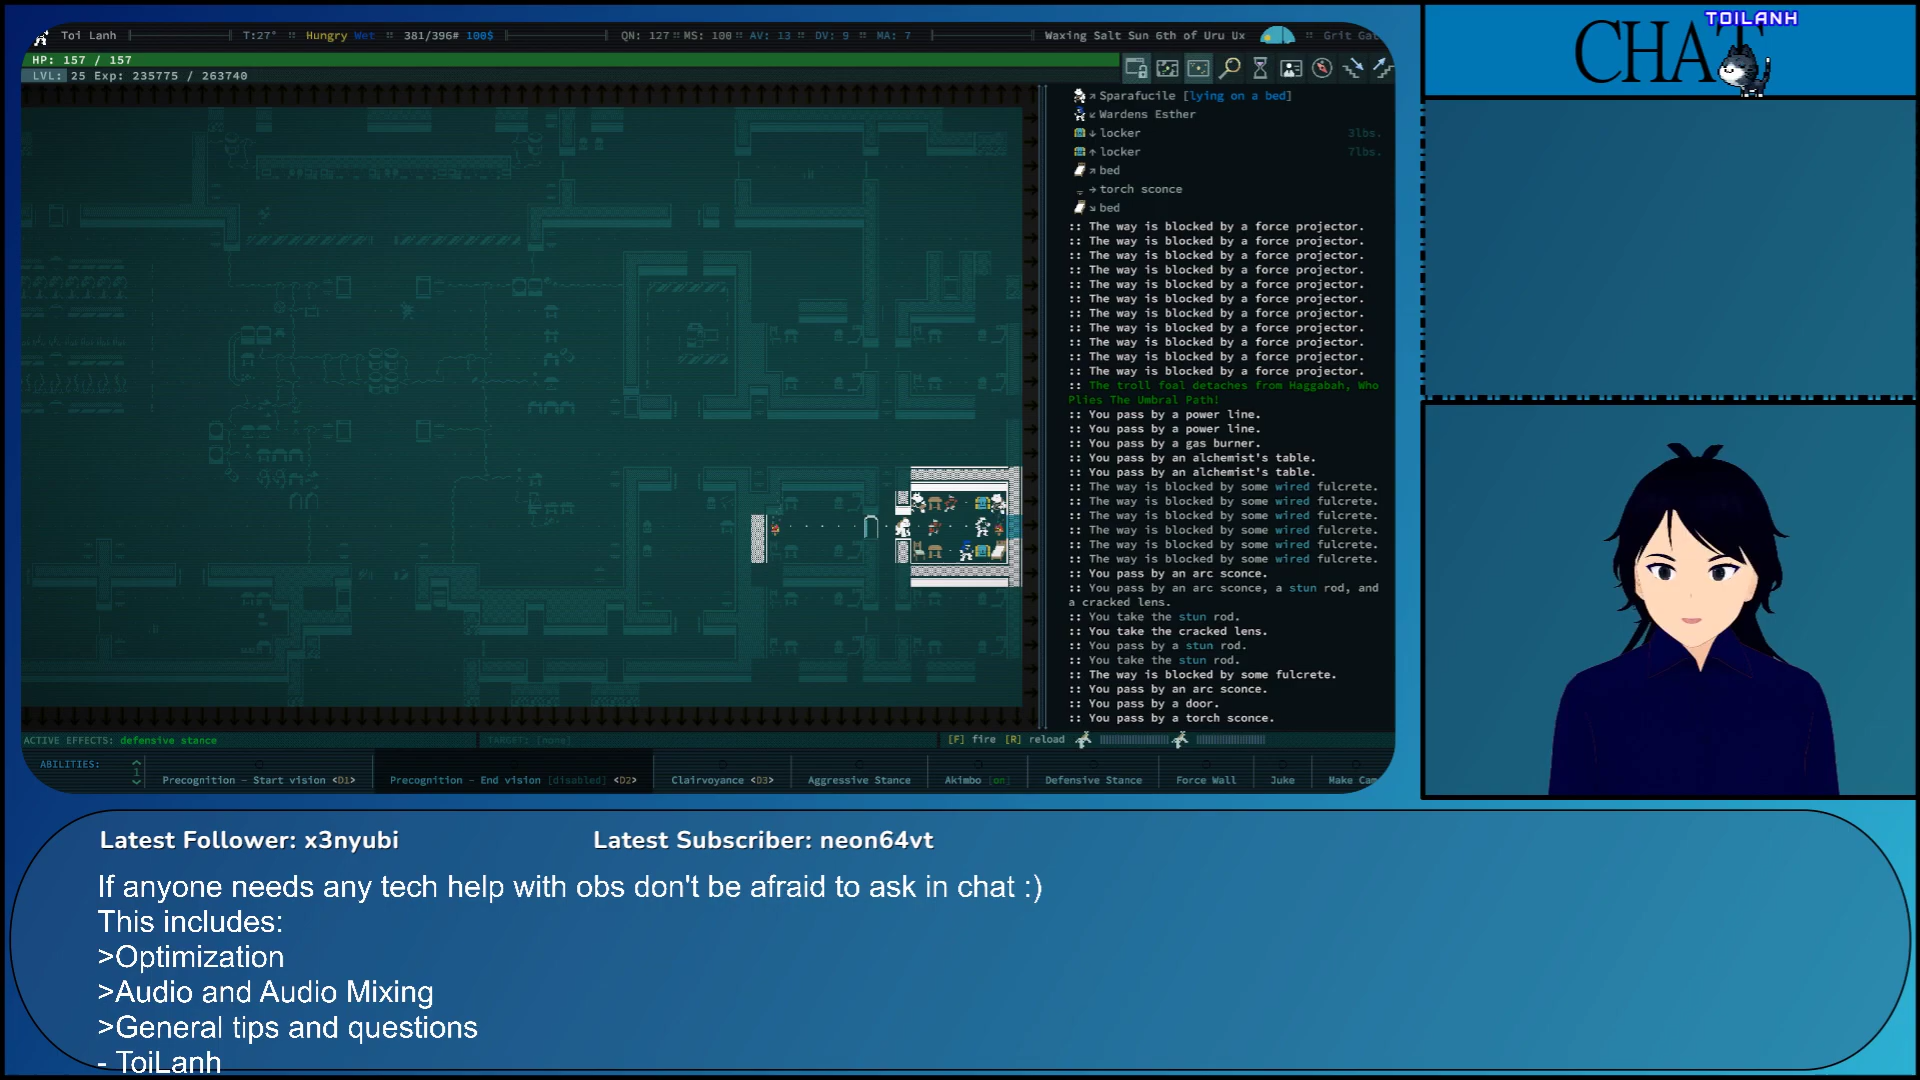 Toi Lanh
T:27° Hungry Wet 381/396# 100$
QN: 127 MS: 100 AV: 13 DV: 9 MA: 7
Waxing Salt Sun 6th of Uru Ux
Grit Gat
HP: 157 / 157
LVL: 25 Exp: 235775 / 263740
CHAT
TOILANH
Sparafucile [lying on a bed]
Wardens Esther
locker 3lbs.
locker 7lbs.
bed
torch sconce
bed
:: The way is blocked by a force projector.
:: The way is blocked by a force projector.
:: The way is blocked by a force projector.
:: The way is blocked by a force projector.
:: The way is blocked by a force projector.
:: The way is blocked by a force projector.
:: The way is blocked by a force projector.
:: The way is blocked by a force projector.
:: The way is blocked by a force projector.
:: The way is blocked by a force projector.
:: The way is blocked by a force projector.
:: The troll foal detaches from Haggabah, Who
Plies The Umbral Path!
:: You pass by a power line.
:: You pass by a power line.
:: You pass by a gas burner.
:: You pass by an alchemist's table.
:: You pass by an alchemist's table.
:: The way is blocked by some wired fulcrete.
:: The way is blocked by some wired fulcrete.
:: The way is blocked by some wired fulcrete.
:: The way is blocked by some wired fulcrete.
:: The way is blocked by some wired fulcrete.
:: The way is blocked by some wired fulcrete.
:: You pass by an arc sconce.
:: You pass by an arc sconce, a stun rod, and
a cracked lens.
:: You take the stun rod.
:: You take the cracked lens.
:: You pass by a stun rod.
:: You take the stun rod.
:: The way is blocked by some fulcrete.
:: You pass by an arc sconce.
:: You pass by a door.
:: You pass by a torch sconce.
ACTIVE EFFECTS: defensive stance
TARGET: [none]
[F] fire [R] reload
ABILITIES:
1
Precognition - Start vision <D1>
Precognition - End vision [disabled] <D2>
Clairvoyance <D3>
Aggressive Stance
Akimbo [on]
Defensive Stance
Force Wall
Juke
Make Cam
Latest Follower: x3nyubi
Latest Subscriber: neon64vt
If anyone needs any tech help with obs don't be afraid to ask in chat :)
This includes:
>Optimization
>Audio and Audio Mixing
>General tips and questions
- ToiLanh